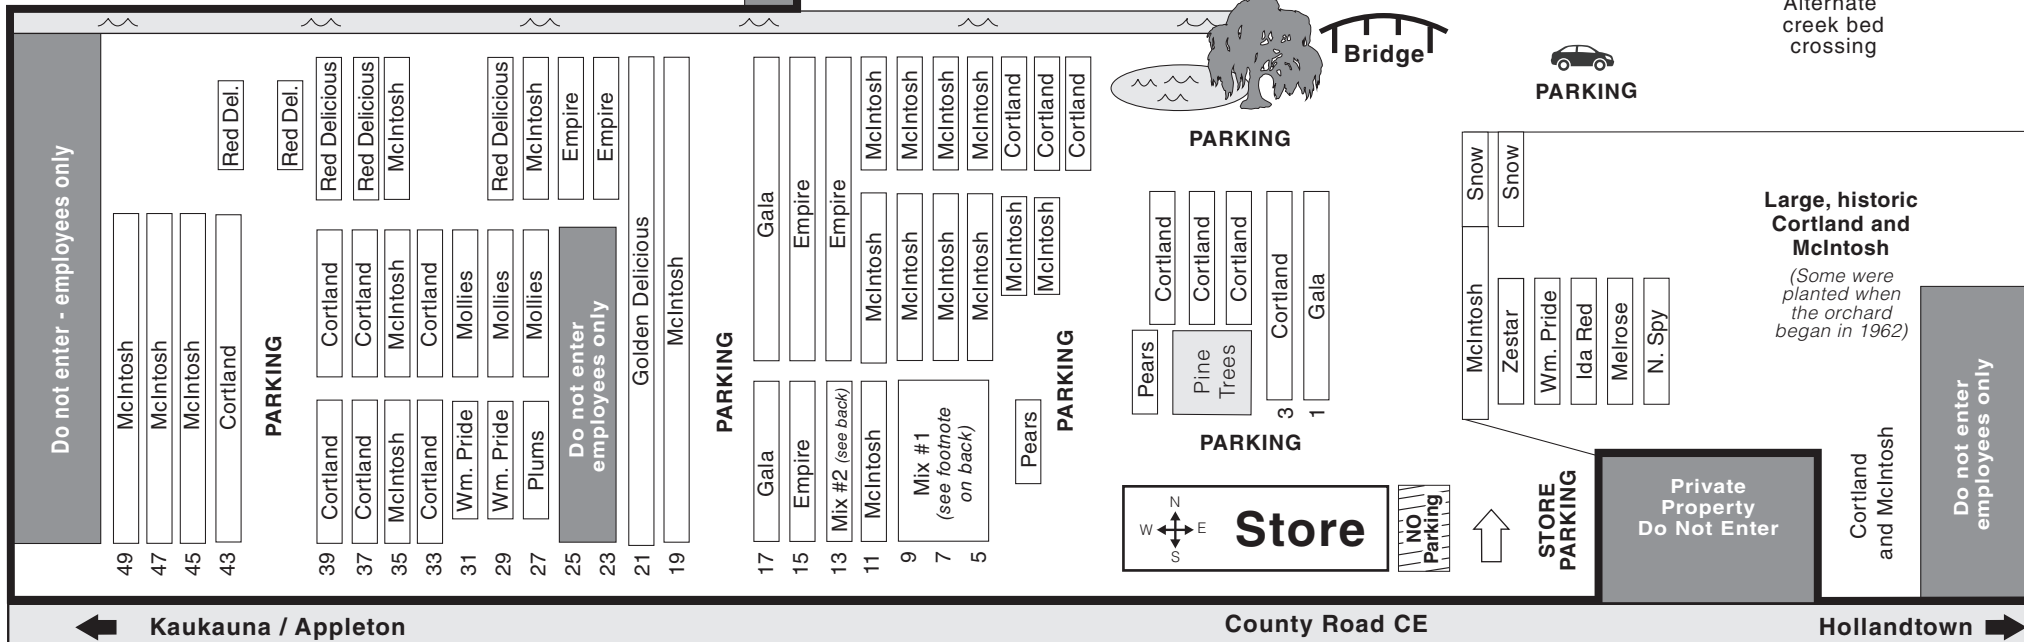 Alternate
creek bed
crossing
Bridge
PARKING
PARKING
Do not enter - employees only
Red Del.
Red Del.
Red Delicious
Red Delicious
McIntosh
Red Delicious
McIntosh
Empire
Empire
Golden Delicious
McIntosh
Gala
Empire
Empire
McIntosh
McIntosh
McIntosh
McIntosh
Cortland
Cortland
Cortland
McIntosh
McIntosh
McIntosh
McIntosh
Cortland
PARKING
Cortland
Cortland
McIntosh
Cortland
Mollies
Mollies
Mollies
Do not enter
employees only
PARKING
McIntosh
Cortland
Cortland
McIntosh
McIntosh
McIntosh
PARKING
Cortland
Cortland
Cortland
Cortland
Gala
Pears
Pine
Trees
3
1
PARKING
Snow
Snow
McIntosh
Zestar
Wm. Pride
Ida Red
Melrose
N. Spy
Large, historic
Cortland and
McIntosh
(Some were
planted when
the orchard
began in 1962)
Do not enter
employees only
Cortland
Cortland
McIntosh
Cortland
Wm. Pride
Wm. Pride
Plums
Gala
Empire
Mix #2 (see back)
McIntosh
Mix #1
(see footnote
on back)
Pears
N
W
E
S
Store
NO
Parking
STORE
PARKING
Private
Property
Do Not Enter
Cortland
and McIntosh
49
47
45
43
39
37
35
33
31
29
27
25
23
21
19
17
15
13
11
9
7
5
Kaukauna / Appleton
County Road CE
Hollandtown